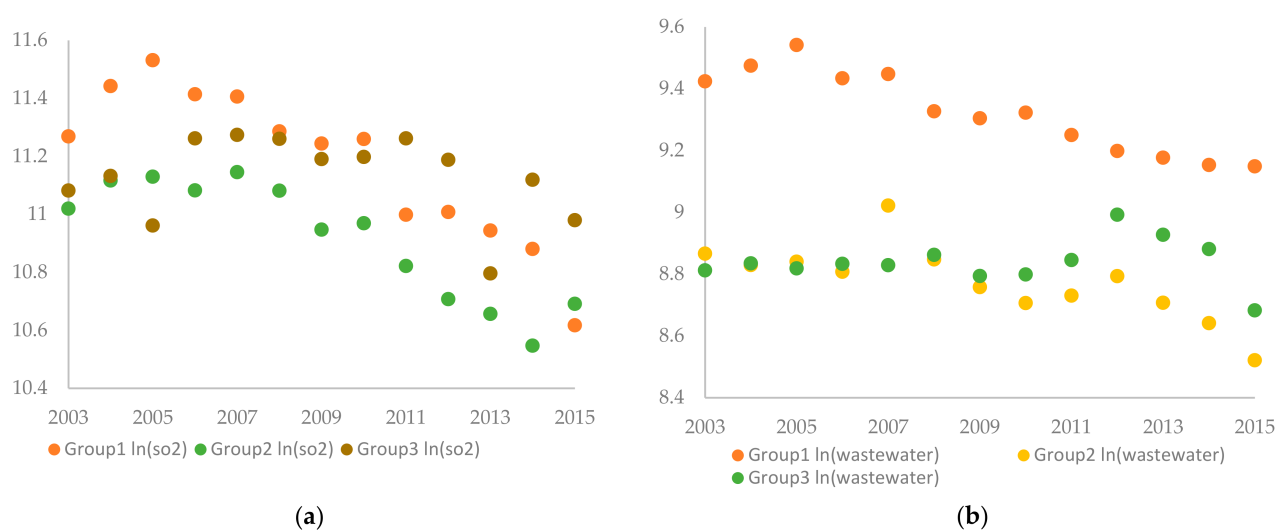 11.6
11.4
11.2
11
10.8
10.6
10.4
2003 2005 2007 2009 2011 2013 2015
Group1 ln(so2) Group2 ln(so2) Group3 ln(so2)
(a)
9.6
9.4
9.2
9
8.8
8.6
8.4
2003 2005 2007 2009 2011 2013 2015
Group1 ln(wastewater) Group2 ln(wastewater)
Group3 ln(wastewater)
(b)